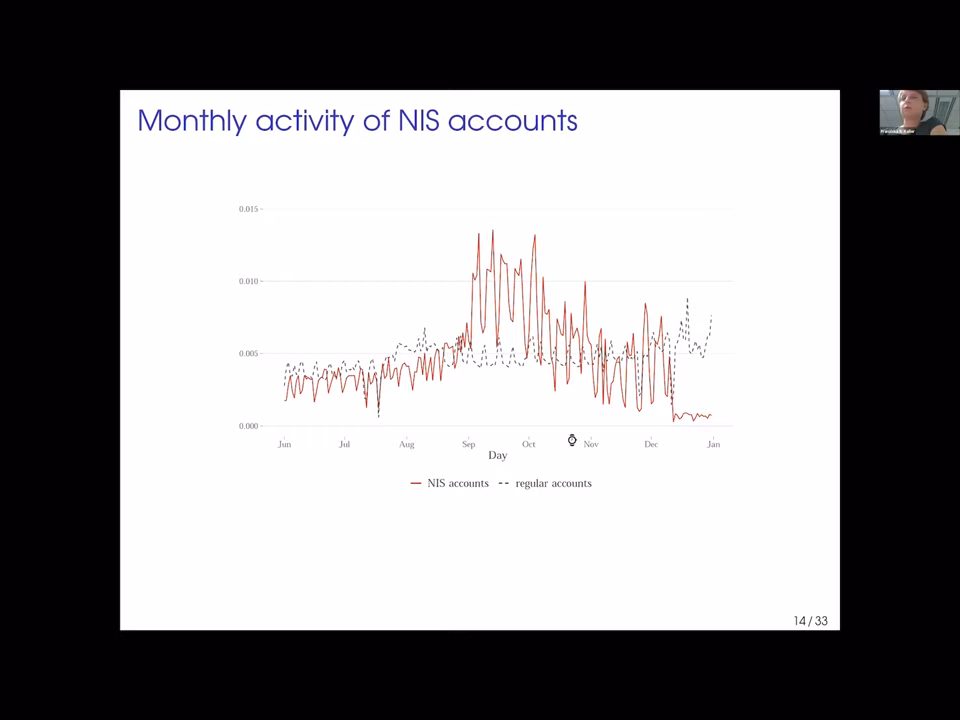 Monthly activity of NIS accounts
0.015
0.010
0.005
0.000
Jun Jul Aug Sep Oct Nov Dec Jan
Day
NIS accounts regular accounts
14 / 33